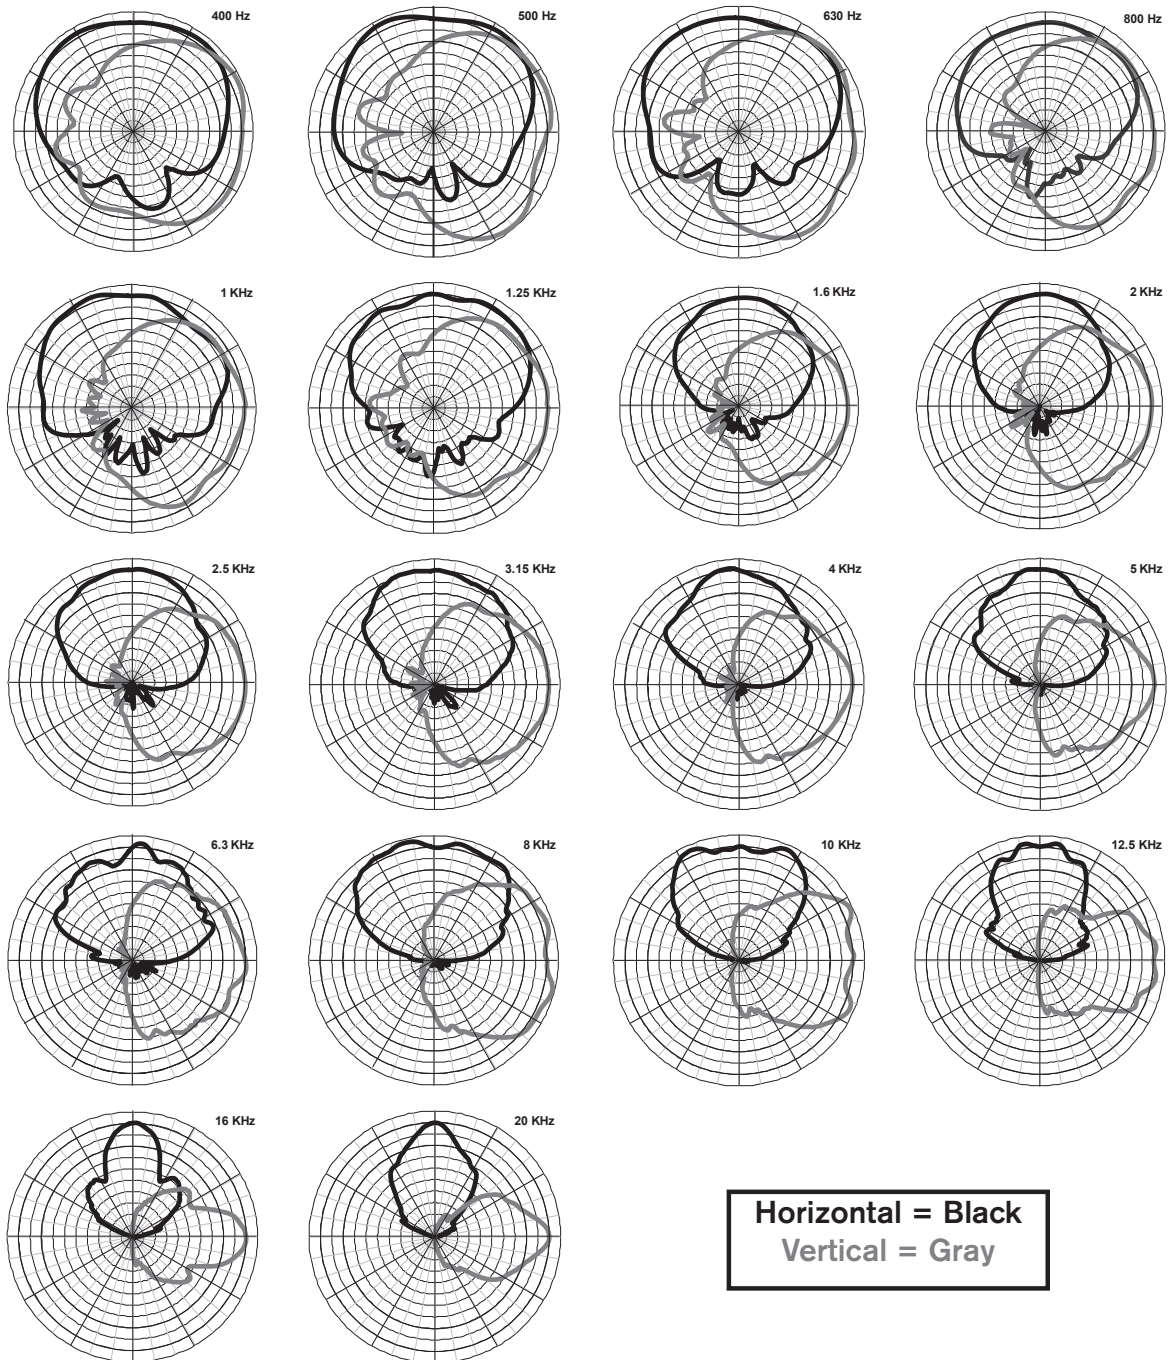 400 Hz
500 Hz
630 Hz
800 Hz
1 KHz
1.25 KHz
1.6 KHz
2 KHz
2.5 KHz
3.15 KHz
4 KHz
5 KHz
6.3 KHz
8 KHz
10 KHz
12.5 KHz
16 KHz
20 KHz
Horizontal = Black
Vertical = Gray